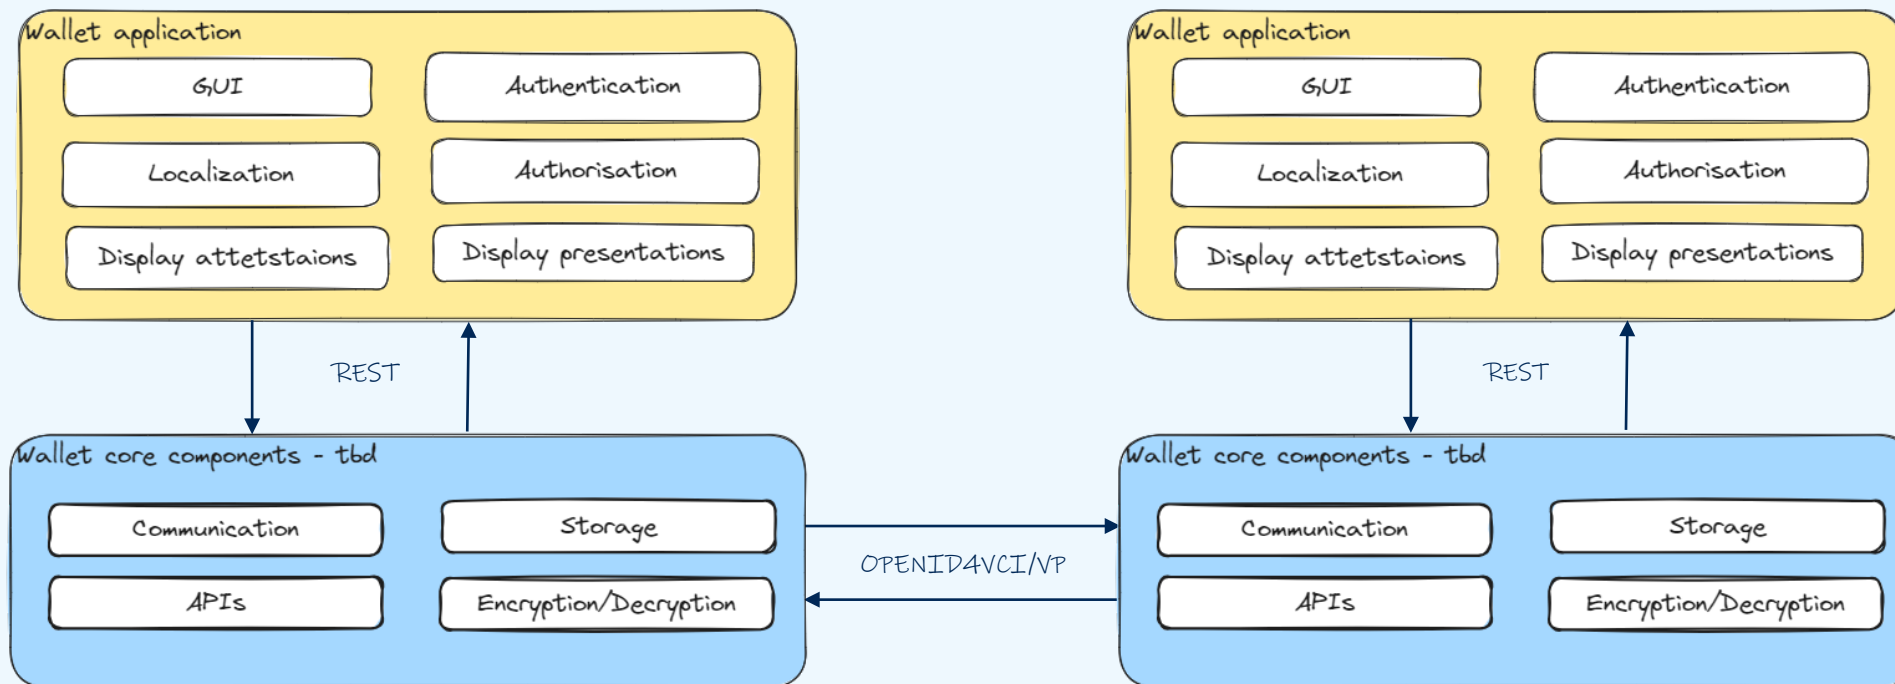 Wallet application
GUI
Authentication
Localization
Authorisation
Display attetstaions
Display presentations
REST
Wallet core components - tbd
Communication
Storage
APIs
Encryption/Decryption
OPENID4VCI/VP
Wallet application
GUI
Authentication
Localization
Authorisation
Display attetstaions
Display presentations
REST
Wallet core components - tbd
Communication
Storage
APIs
Encryption/Decryption